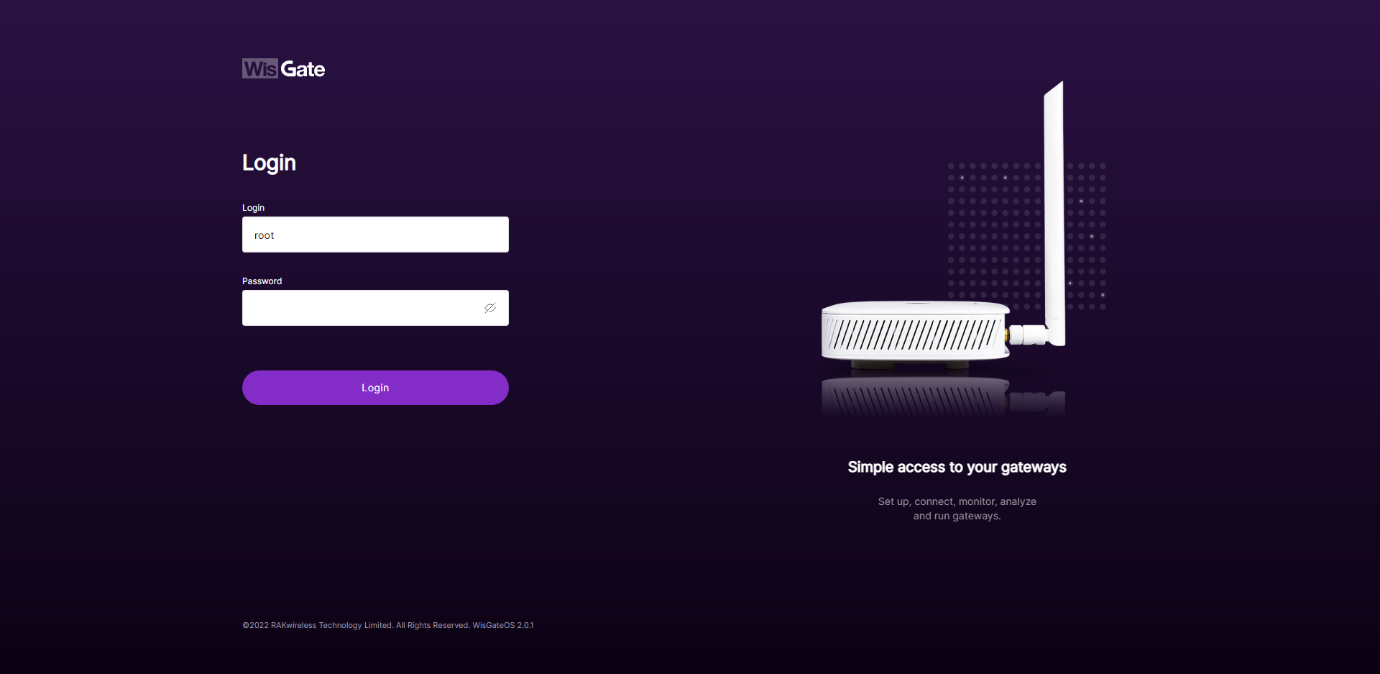 WisGate
Login
Login
root
Password
Login
Simple access to your gateways
Set up, connect, monitor, analyze
and run gateways.
©2022 RAKwireless Technology Limited. All Rights Reserved. WisGateOS 2.0.1